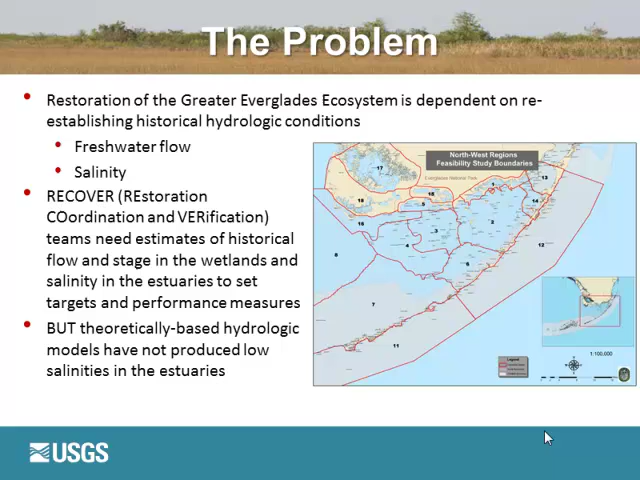 The Problem
Restoration of the Greater Everglades Ecosystem is dependent on re-
establishing historical hydrologic conditions
Freshwater flow
Salinity
RECOVER (REstoration
COordination and VERification)
teams need estimates of historical
flow and stage in the wetlands and
salinity in the estuaries to set
targets and performance measures
BUT theoretically-based hydrologic
models have not produced low
salinities in the estuaries
North-West Regions
Feasibility Study Boundaries
Everglades National Park
17
13
1
14
5
2
3
4
12
6
7
11
1:100,000
Legend
USGS